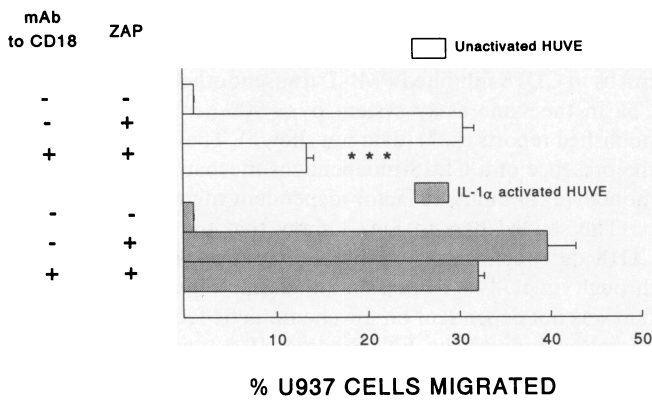 mAb
to CD18
ZAP
Unactivated HUVE
- -
- +
+ +
* * *
IL-1α activated HUVE
- -
- +
+ +
10 20 30 40 50
% U937 CELLS MIGRATED